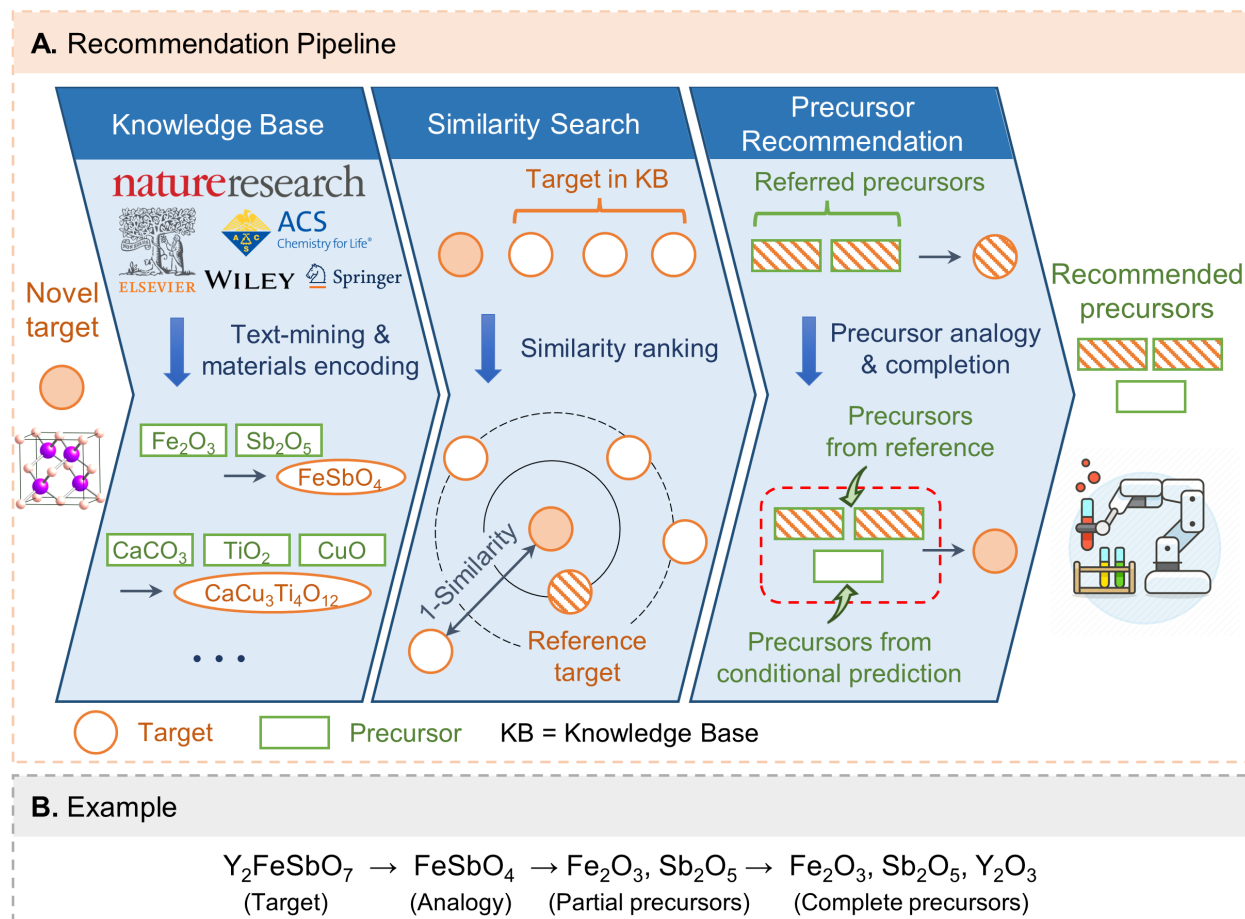 A. Recommendation Pipeline
Knowledge Base
natureresearch
ELSEVIER
ACS
Chemistry for Life®
A C S
WILEY
Springer
Text-mining &
materials encoding
Fe₂O₃ Sb₂O₅
FeSbO₄
CaCO₃ TiO₂ CuO
CaCu₃Ti₄O₁₂
• • •
Novel
target
Similarity Search
Target in KB
Similarity ranking
1-Similarity
Reference
target
Precursor
Recommendation
Referred precursors
Precursor analogy
& completion
Precursors
from reference
Precursors from
conditional prediction
Recommended
precursors
Target Precursor KB = Knowledge Base
B. Example
Y₂FeSbO₇ → FeSbO₄ → Fe₂O₃, Sb₂O₅ → Fe₂O₃, Sb₂O₅, Y₂O₃
(Target) (Analogy) (Partial precursors) (Complete precursors)